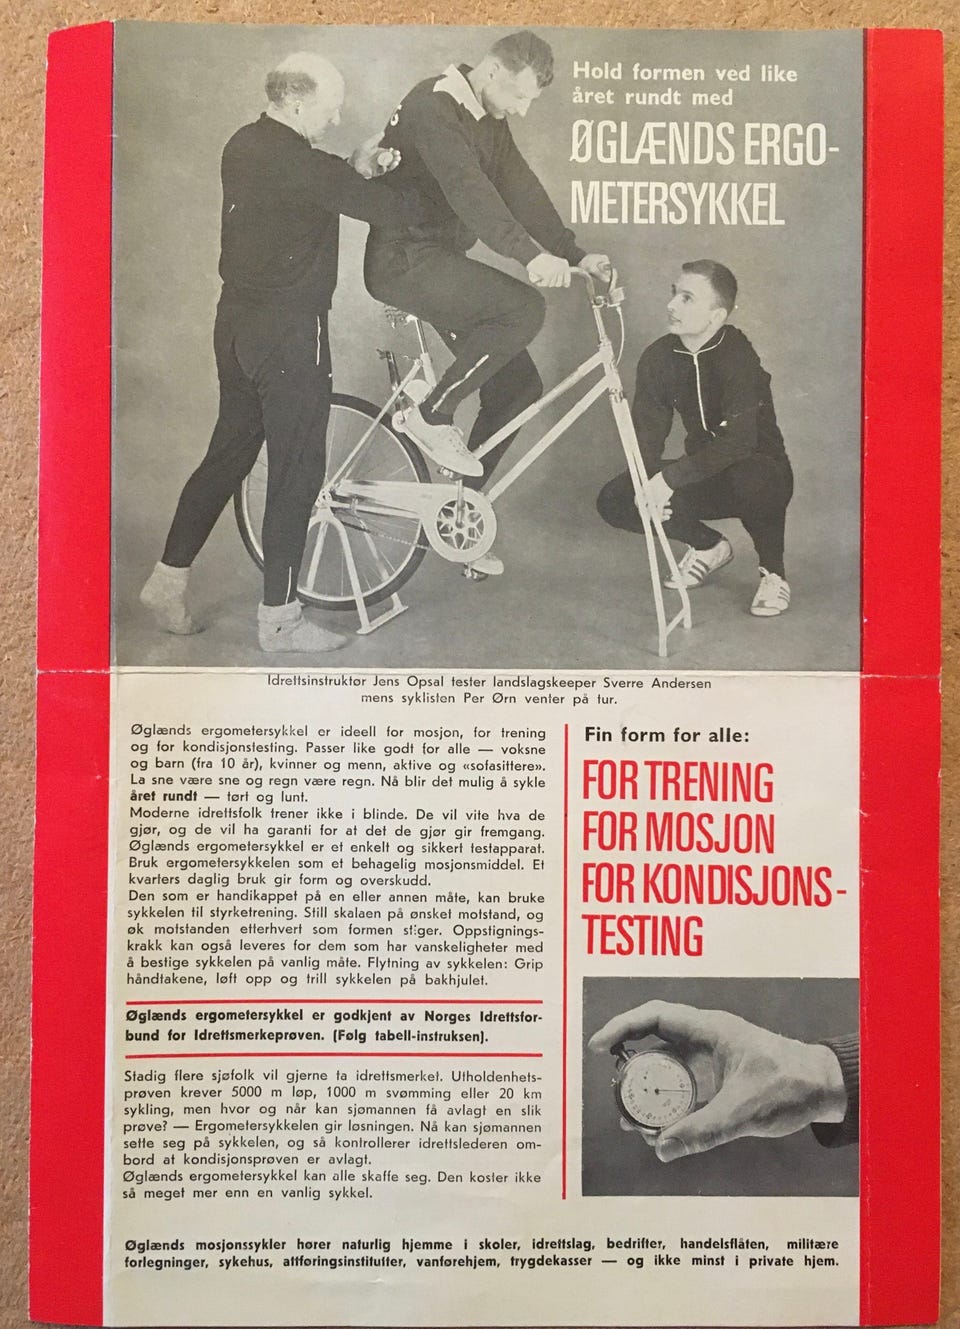 Hold formen ved like
året rundt med
ØGLÆNDS ERGO-
METERSYKKEL
Idrettsinstruktør Jens Opsal tester landslagskeeper Sverre Andersen
mens syklisten Per Ørn venter på tur.
Øglænds ergometersykkel er ideell for mosjon, for trening
og for kondisjonstesting. Passer like godt for alle — voksne
og barn (fra 10 år), kvinner og menn, aktive og «sofasittere».
La sne være sne og regn være regn. Nå blir det mulig å sykle
året rundt — tørt og lunt.
Moderne idrettsfolk trener ikke i blinde. De vil vite hva de
gjør, og de vil ha garanti for at det de gjør gir fremgang.
Øglænds ergometersykkel er et enkelt og sikkert testapparat.
Bruk ergometersykkelen som et behagelig mosjonsmiddel. Et
kvarters daglig bruk gir form og overskudd.
Den som er handikappet på en eller annen måte, kan bruke
sykkelen til styrketrening. Still skalaen på ønsket motstand, og
øk motstanden etterhvert som formen stiger. Oppstignings-
krakk kan også leveres for dem som har vanskeligheter med
å bestige sykkelen på vanlig måte. Flytning av sykkelen: Grip
håndtakene, løft opp og trill sykkelen på bakhjulet.
Øglænds ergometersykkel er godkjent av Norges Idrettsfor-
bund for Idrettsmerkeprøven. (Følg tabell-instruksen).
Stadig flere sjøfolk vil gjerne ta idrettsmerket. Utholdenhets-
prøven krever 5000 m løp, 1000 m svømming eller 20 km
sykling, men hvor og når kan sjømannen få avlagt en slik
prøve? — Ergometersykkelen gir løsningen. Nå kan sjømannen
sette seg på sykkelen, og så kontrollerer idrettslederen om-
bord at kondisjonsprøven er avlagt.
Øglænds ergometersykkel kan alle skaffe seg. Den koster ikke
så meget mer enn en vanlig sykkel.
Fin form for alle:
FOR TRENING
FOR MOSJON
FOR KONDISJONS-
TESTING
Øglænds mosjonssykler hører naturlig hjemme i skoler, idrettslag, bedrifter, handelsflåten, militære
forlegninger, sykehus, attføringsinstitutter, vanførehjem, trygdekasser — og ikke minst i private hjem.